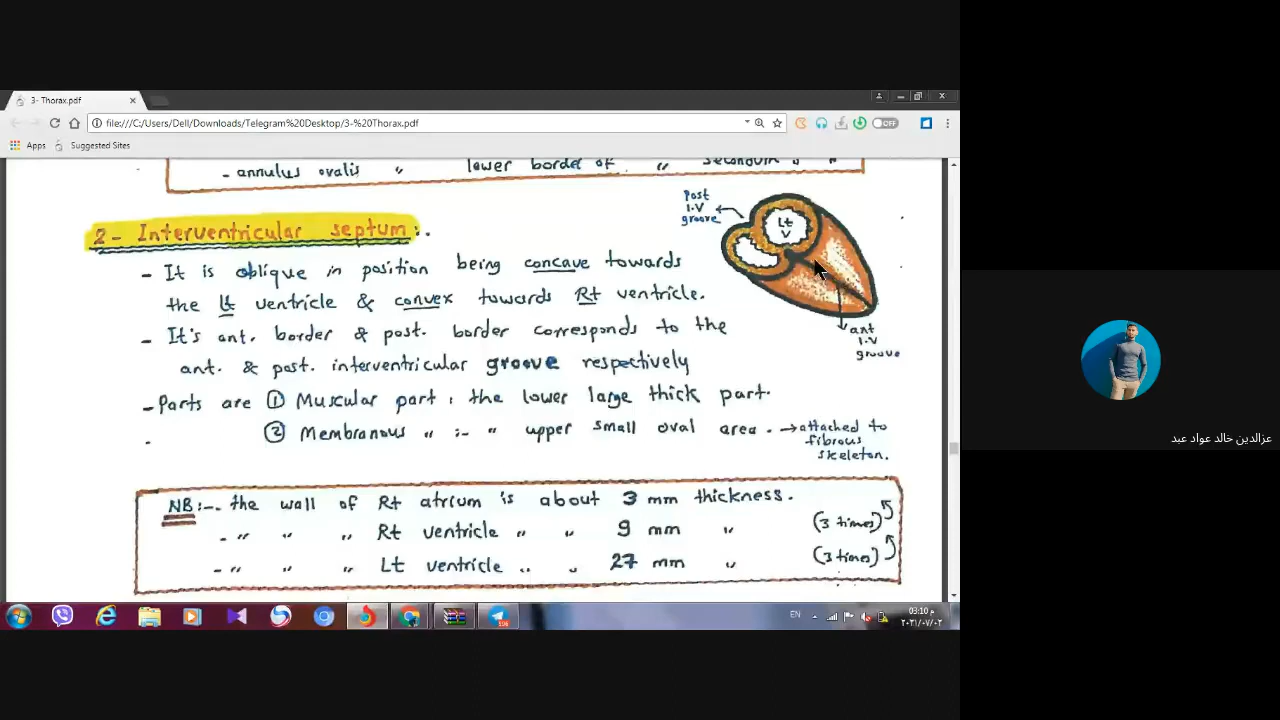 3- Thorax.pdf
file:///C:/Users/Dell/Downloads/Telegram%20Desktop/3-%20Thorax.pdf
OFF
Apps Suggested Sites
- annulus ovalis " lower border of "
2- Interventricular septum :.
- It is oblique in position being concave towards
the Lt ventricle & convex towards Rt ventricle.
- It's ant. border & post. border corresponds to the
ant. & post. interventricular groove respectively
- Parts are ① Muscular part : the lower large thick part.
② Membranous " :- " upper small oval area. → attached to
fibrous
skeleton.
Post
I.V
groove
Lt
V
ant
I.V
groove
NB:-. the wall of Rt atrium is about 3 mm thickness.
- " " " Rt ventricle " " 9 mm " (3 times)
- " " " Lt ventricle " " 27 mm " (3 times)
EN
03:10 م
٢٠٢١/٠٧/٠٢
عزالدين خالد عواد عبد